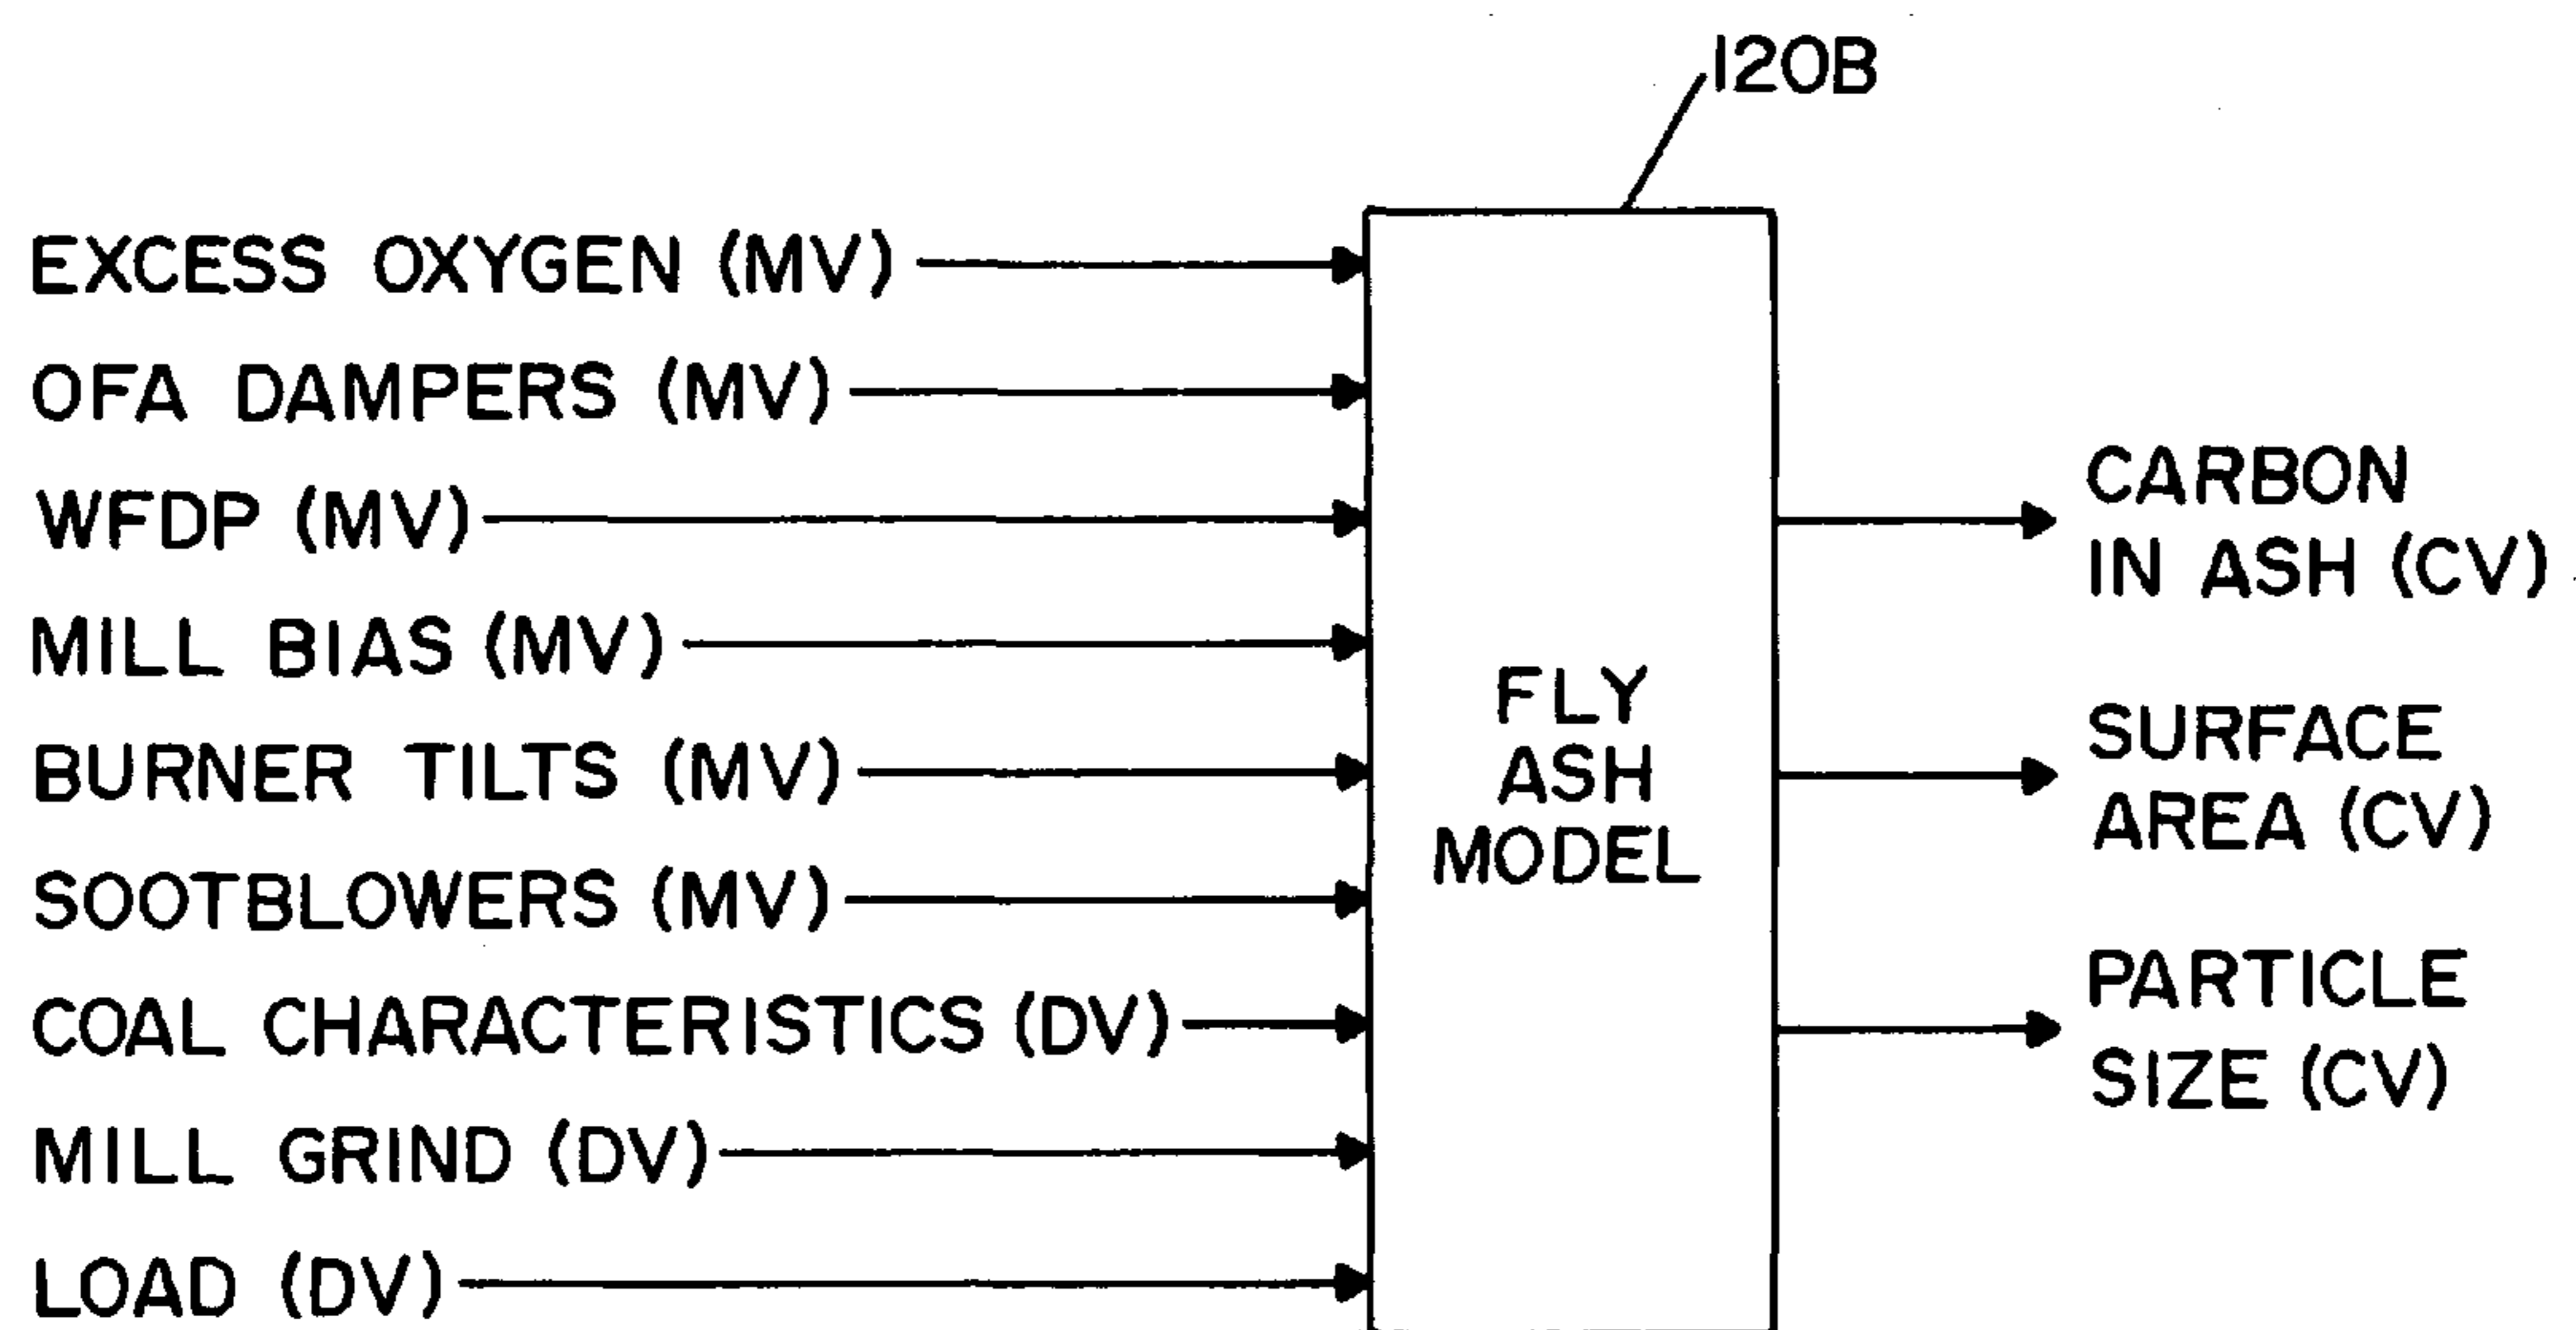 120B
EXCESS OXYGEN (MV)
OFA DAMPERS (MV)
WFDP (MV)
MILL BIAS (MV)
BURNER TILTS (MV)
SOOTBLOWERS (MV)
COAL CHARACTERISTICS (DV)
MILL GRIND (DV)
LOAD (DV)
FLY
ASH
MODEL
CARBON
IN ASH (CV)
SURFACE
AREA (CV)
PARTICLE
SIZE (CV)